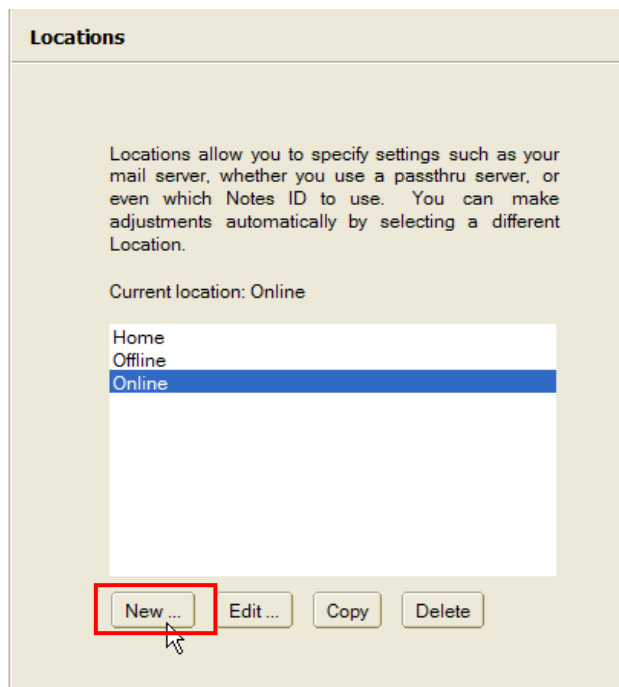 Locations
Locations allow you to specify settings such as your
mail server, whether you use a passthru server, or
even which Notes ID to use. You can make
adjustments automatically by selecting a different
Location.
Current location: Online
Home
Offline
Online
New ... Edit ... Copy Delete